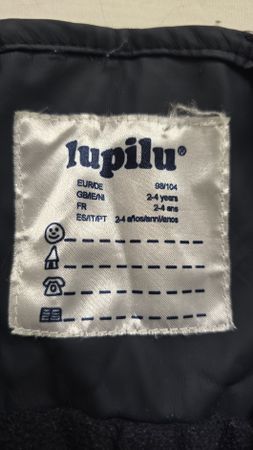 lupilu®
EUR/DE 98/104
GB/IE/NI 2-4 years
FR 2-4 ans
ES/IT/PT 2-4 años/anni/anos